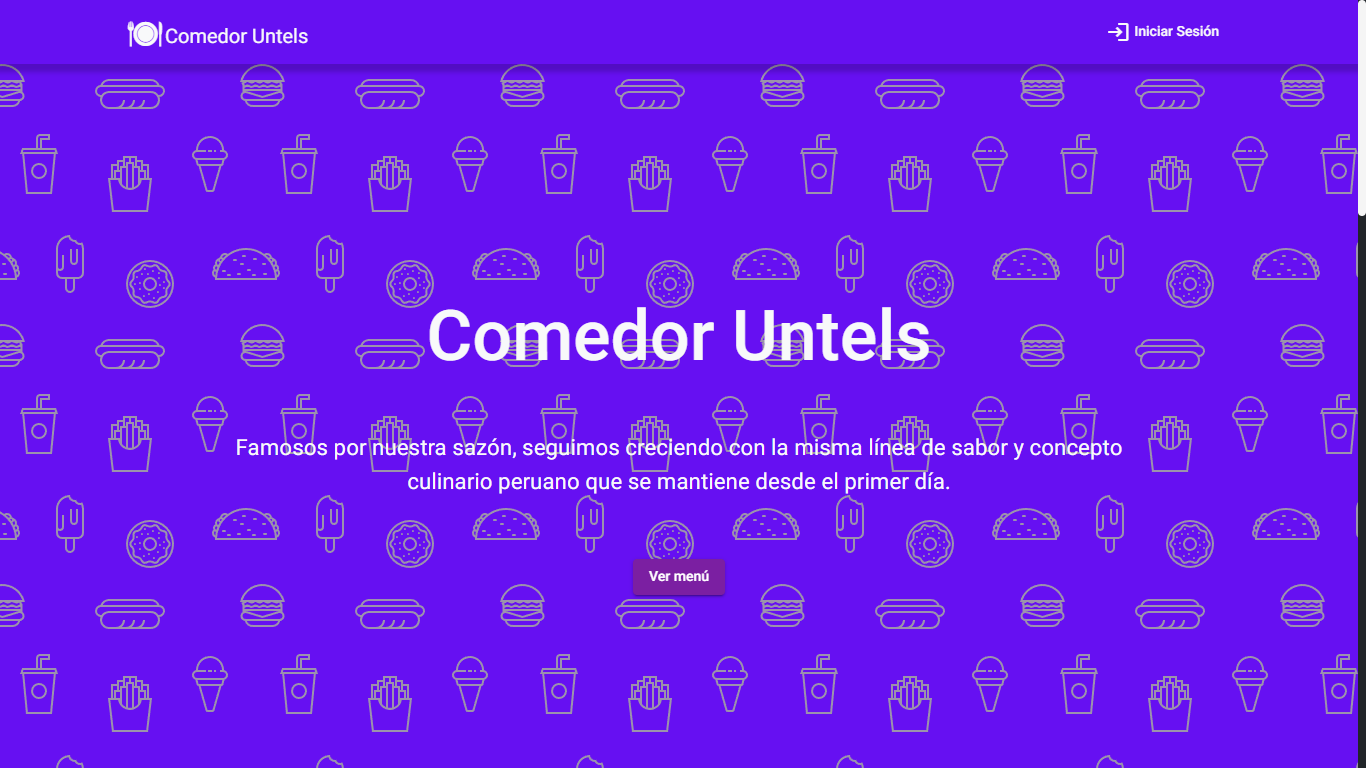 Comedor Untels
Iniciar Sesión
Comedor Untels
Famosos por nuestra sazón, seguimos creciendo con la misma línea de sabor y concepto
culinario peruano que se mantiene desde el primer día.
Ver menú